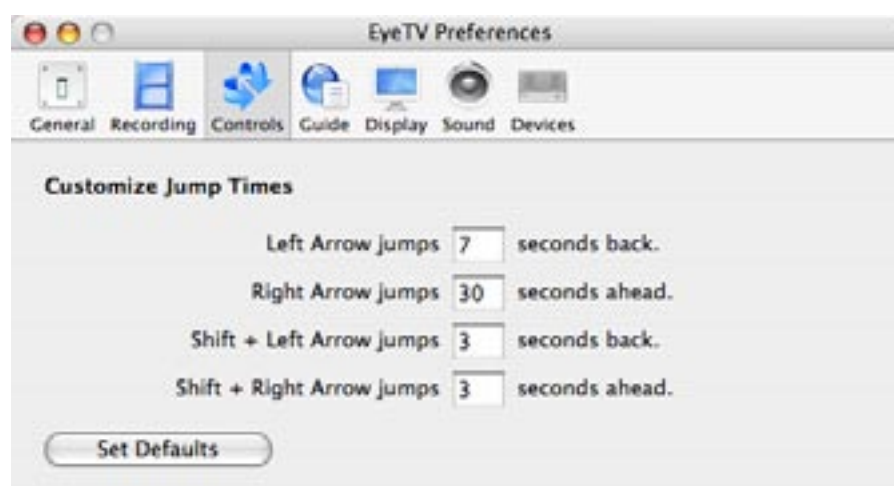 EyeTV Preferences
General Recording Controls Guide Display Sound Devices
Customize Jump Times
Left Arrow jumps 7 seconds back.
Right Arrow jumps 30 seconds ahead.
Shift + Left Arrow jumps 3 seconds back.
Shift + Right Arrow jumps 3 seconds ahead.
Set Defaults